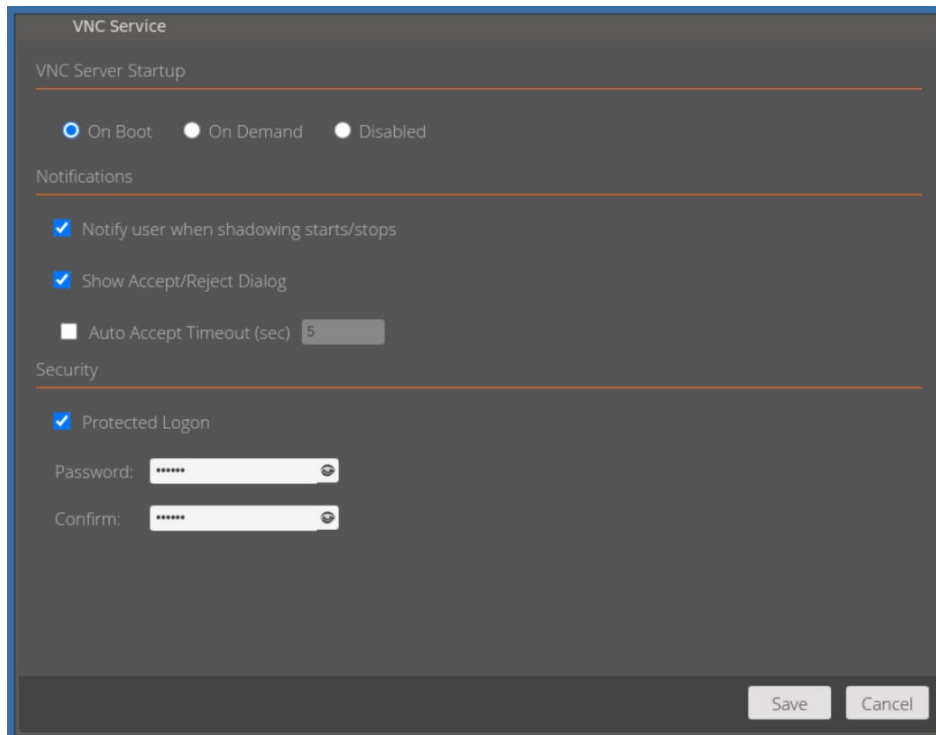 VNC Service
VNC Server Startup
On Boot On Demand Disabled
Notifications
Notify user when shadowing starts/stops
Show Accept/Reject Dialog
Auto Accept Timeout (sec) 5
Security
Protected Logon
Password: ••••••
Confirm: ••••••
Save Cancel